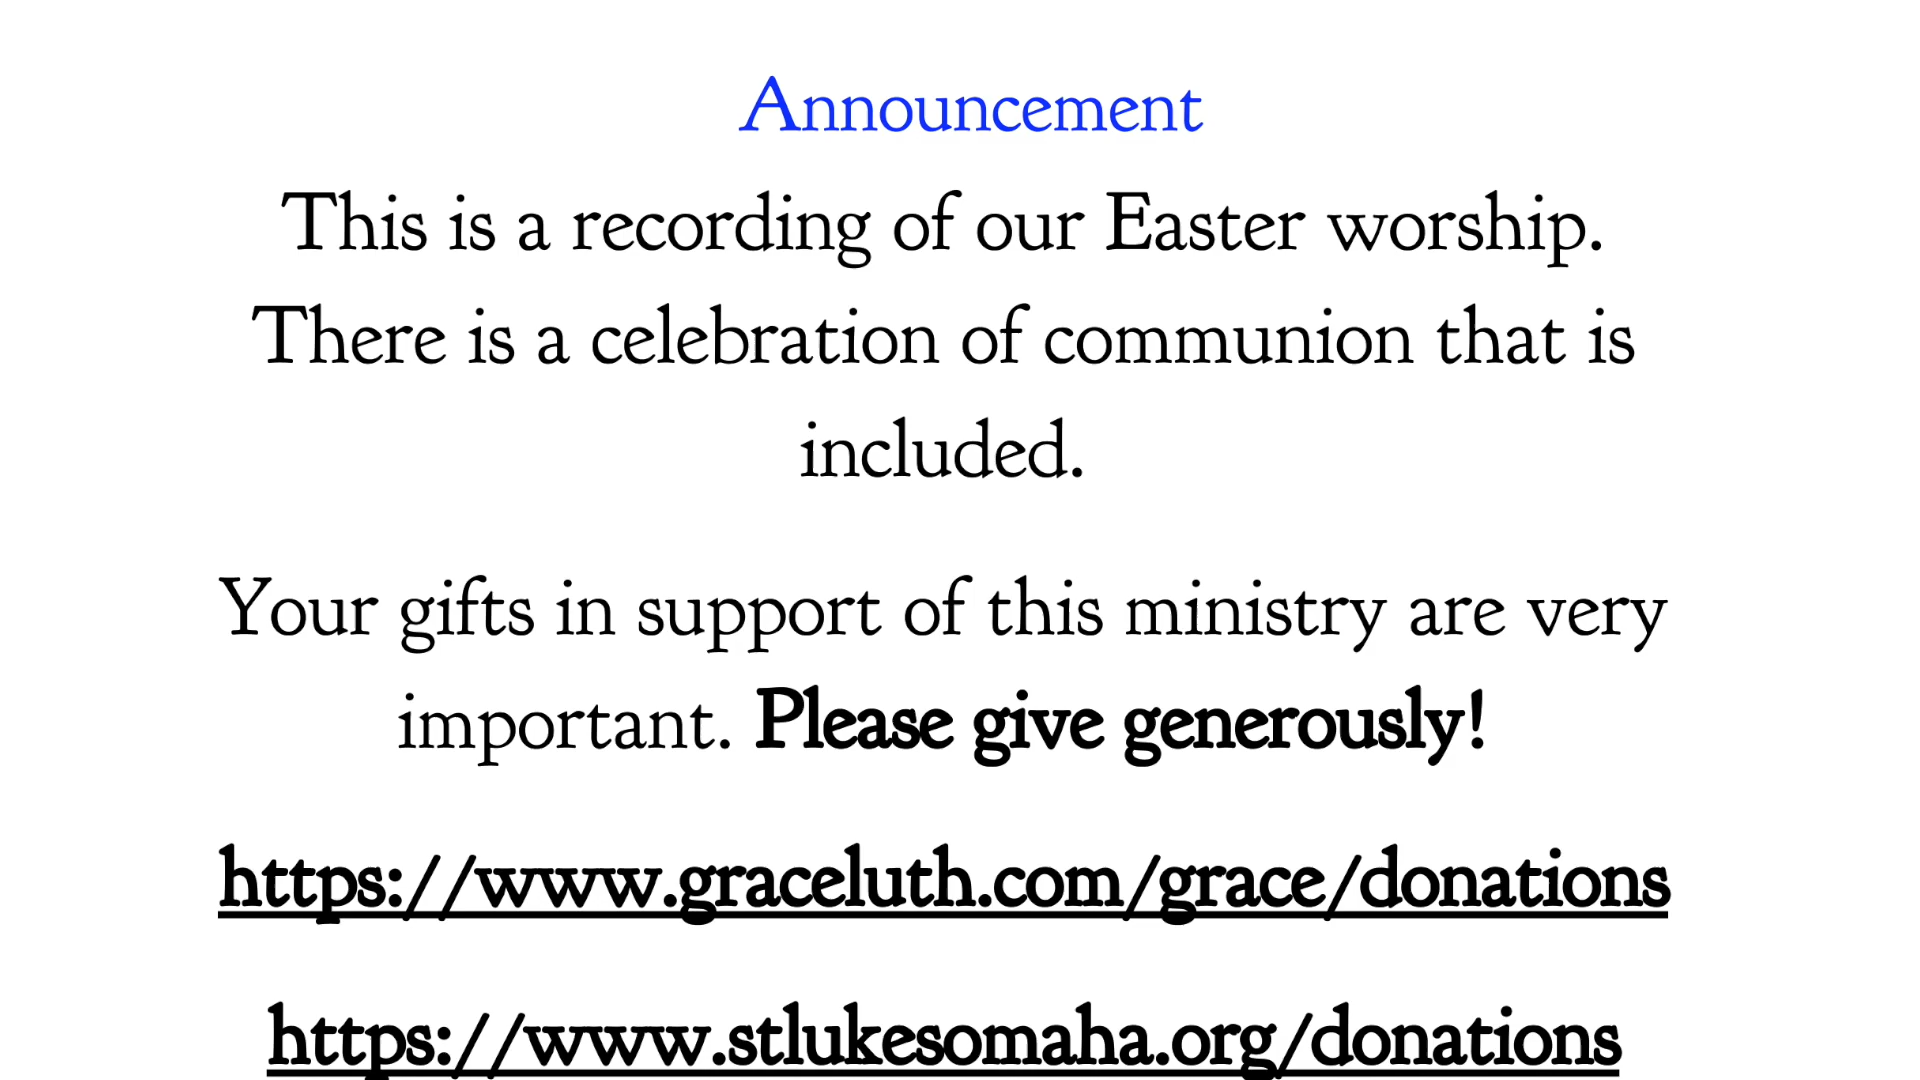 Announcement
This is a recording of our Easter worship.
There is a celebration of communion that is
included.
Your gifts in support of this ministry are very
important. Please give generously!
https://www.graceluth.com/grace/donations
https://www.stlukesomaha.org/donations